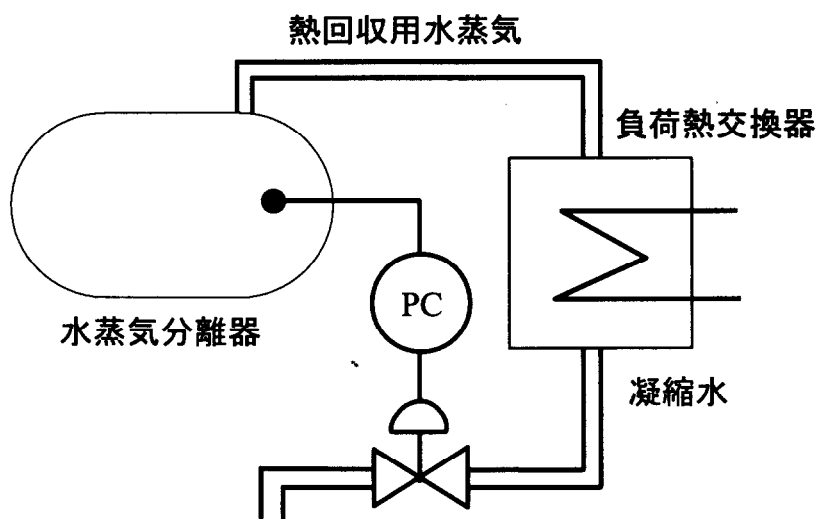 熱回収用水蒸気
負荷熱交換器
PC
水蒸気分離器
凝縮水